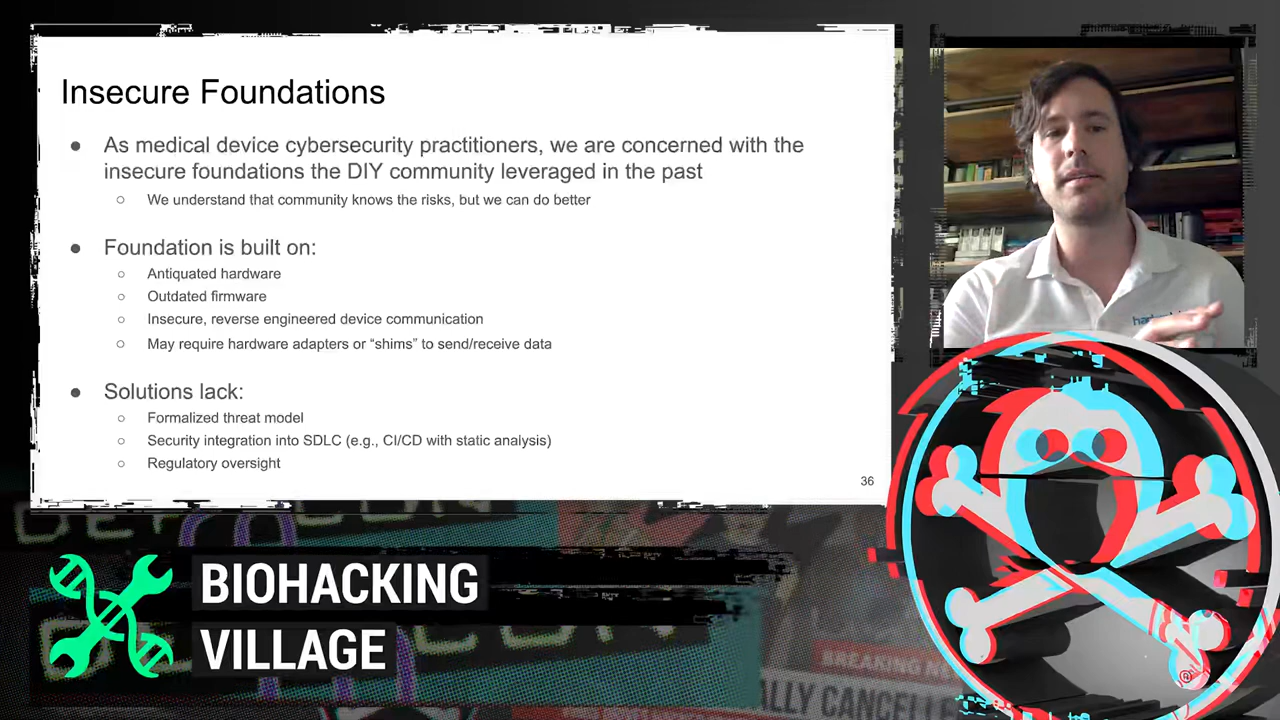 Insecure Foundations
● As medical device cybersecurity practitioners, we are concerned with the
insecure foundations the DIY community leveraged in the past
○ We understand that community knows the risks, but we can do better
● Foundation is built on:
○ Antiquated hardware
○ Outdated firmware
○ Insecure, reverse engineered device communication
○ May require hardware adapters or “shims” to send/receive data
● Solutions lack:
○ Formalized threat model
○ Security integration into SDLC (e.g., CI/CD with static analysis)
○ Regulatory oversight
36
BIOHACKING
VILLAGE
BREAKING
CANCELLE
®